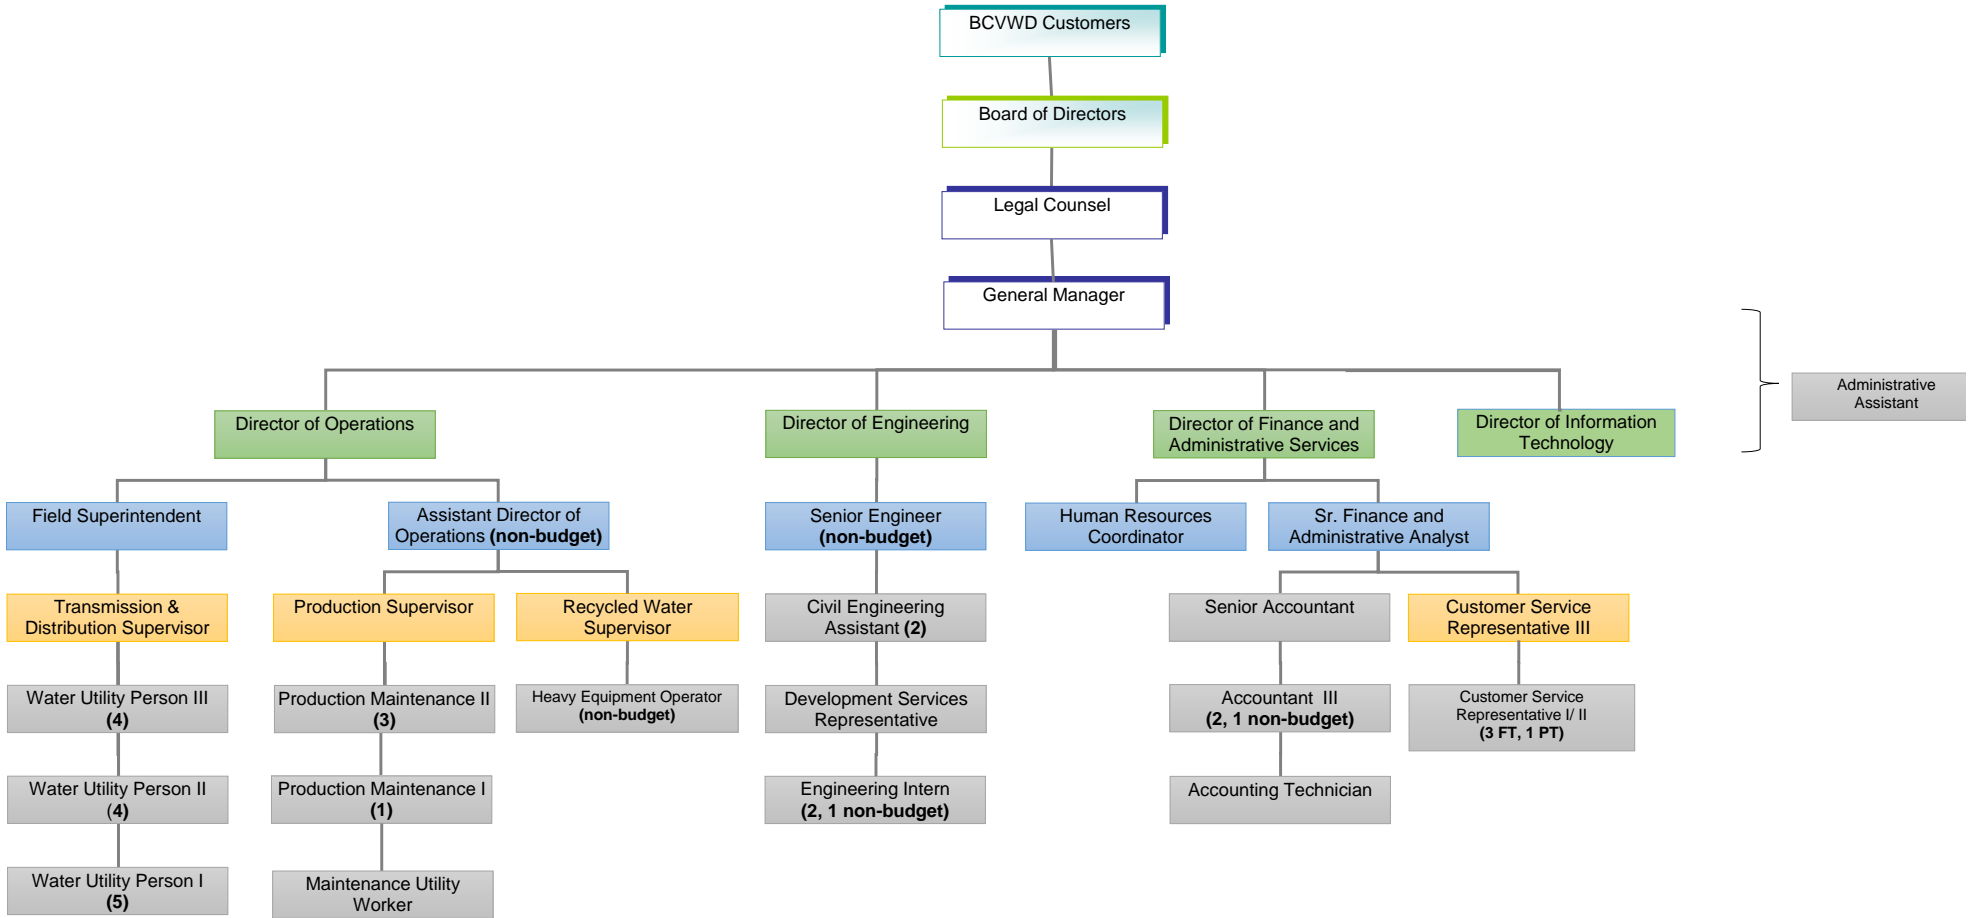 BCVWD Customers
Board of Directors
Legal Counsel
General Manager
Administrative
Assistant
Director of Operations
Director of Engineering
Director of Finance and
Administrative Services
Director of Information
Technology
Field Superintendent
Assistant Director of
Operations (non-budget)
Senior Engineer
(non-budget)
Human Resources
Coordinator
Sr. Finance and
Administrative Analyst
Transmission &
Distribution Supervisor
Production Supervisor
Recycled Water
Supervisor
Civil Engineering
Assistant (2)
Senior Accountant
Customer Service
Representative III
Water Utility Person III
(4)
Production Maintenance II
(3)
Heavy Equipment Operator
(non-budget)
Development Services
Representative
Accountant III
(2, 1 non-budget)
Customer Service
Representative I/ II
(3 FT, 1 PT)
Water Utility Person II
(4)
Production Maintenance I
(1)
Engineering Intern
(2, 1 non-budget)
Accounting Technician
Water Utility Person I
(5)
Maintenance Utility
Worker